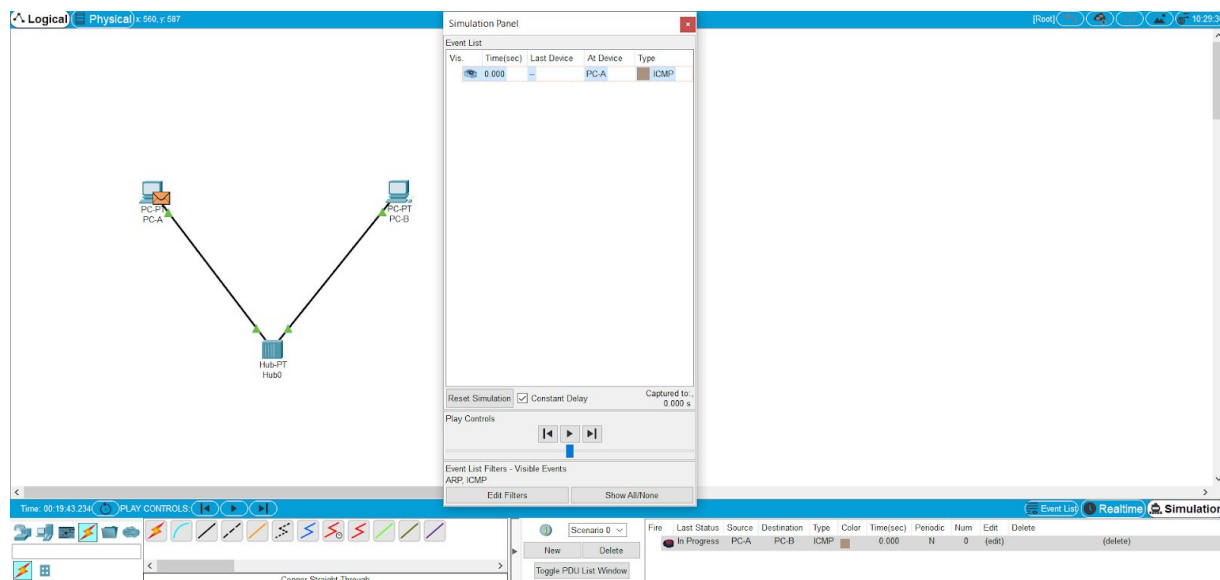 Logical Physical x: 560, y: 587 [Root] 10:29:30
Simulation Panel
Event List
Vis. Time(sec) Last Device At Device Type
0.000 -- PC-A ICMP
PC-PT
PC-A
PC-PT
PC-B
Hub-PT
Hub0
Reset Simulation Constant Delay Captured to:
0.000 s
Play Controls
Event List Filters - Visible Events
ARP, ICMP
Edit Filters Show All/None
Time: 00:19:43.234 PLAY CONTROLS: Event List Realtime Simulation
Scenario 0
New Delete
Toggle PDU List Window
Fire Last Status Source Destination Type Color Time(sec) Periodic Num Edit Delete
In Progress PC-A PC-B ICMP 0.000 N 0 (edit) (delete)
Copper Straight-Through